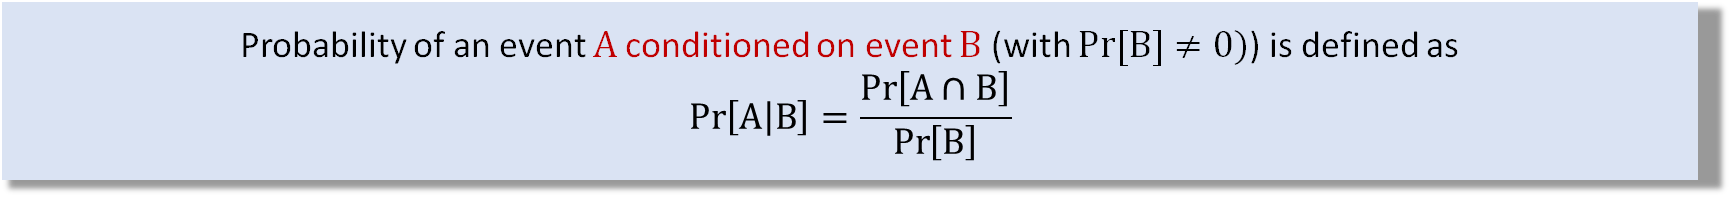 Probability of an event A conditioned on event B (with Pr[B] ≠ 0)) is defined as
Pr[A|B] = Pr[A ∩ B] / Pr[B]